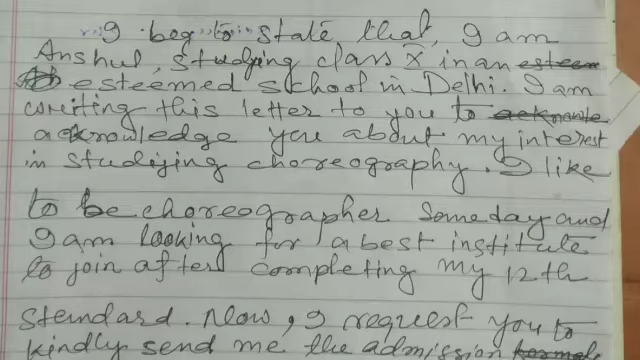 I beg to state that, I am
Anshul, Studying class X in an esteem
esteemed school in Delhi. I am
writing this letter to you to acknowle
acknowledge you about my interest
in studying choreography. I like
to be choreographer Someday and
I am looking for a best institute
to join after completing my 12th
Standard. Now, I request you to
kindly send me the admission